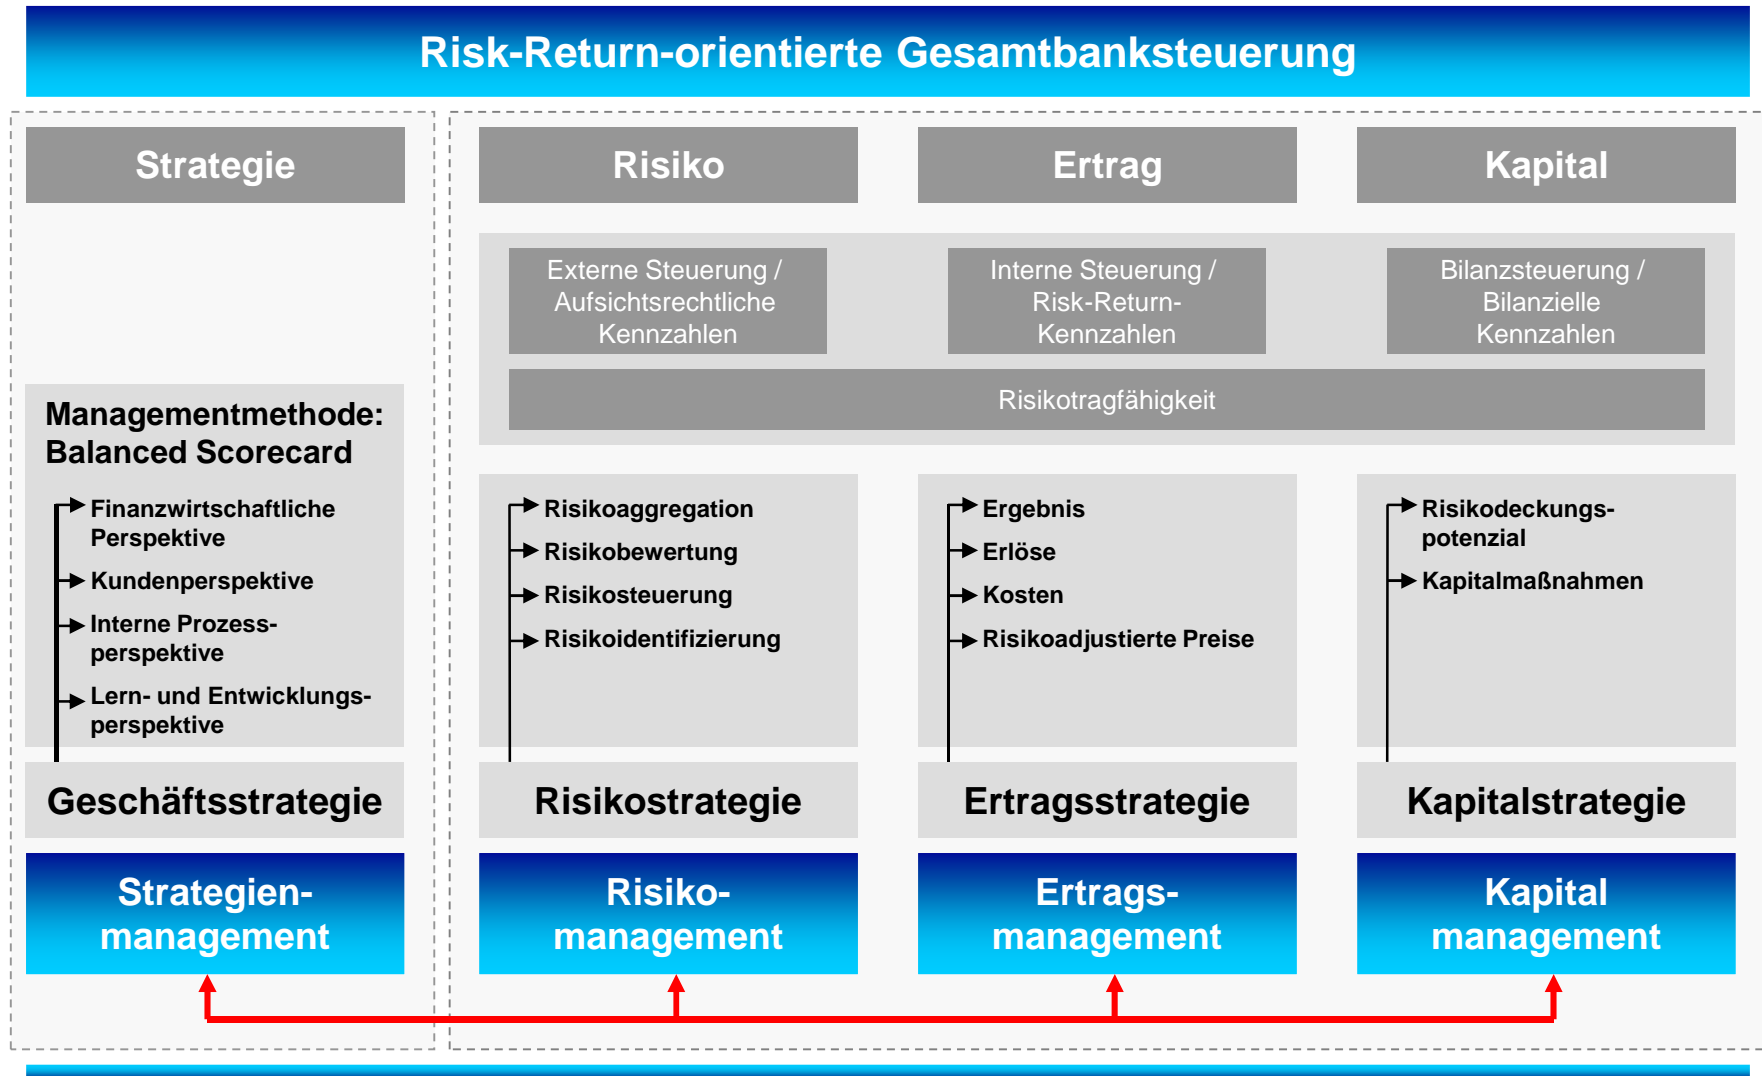 Risk-Return-orientierte Gesamtbanksteuerung
Strategie
Risiko
Ertrag
Kapital
Externe Steuerung /
Aufsichtsrechtliche
Kennzahlen
Interne Steuerung /
Risk-Return-
Kennzahlen
Bilanzsteuerung /
Bilanzielle
Kennzahlen
Risikotragfähigkeit
Managementmethode:
Balanced Scorecard
Finanzwirtschaftliche
Perspektive
Kundenperspektive
Interne Prozess-
perspektive
Lern- und Entwicklungs-
perspektive
Risikoaggregation
Risikobewertung
Risikosteuerung
Risikoidentifizierung
Ergebnis
Erlöse
Kosten
Risikoadjustierte Preise
Risikodeckungs-
potenzial
Kapitalmaßnahmen
Geschäftsstrategie
Risikostrategie
Ertragsstrategie
Kapitalstrategie
Strategien-
management
Risiko-
management
Ertrags-
management
Kapital
management